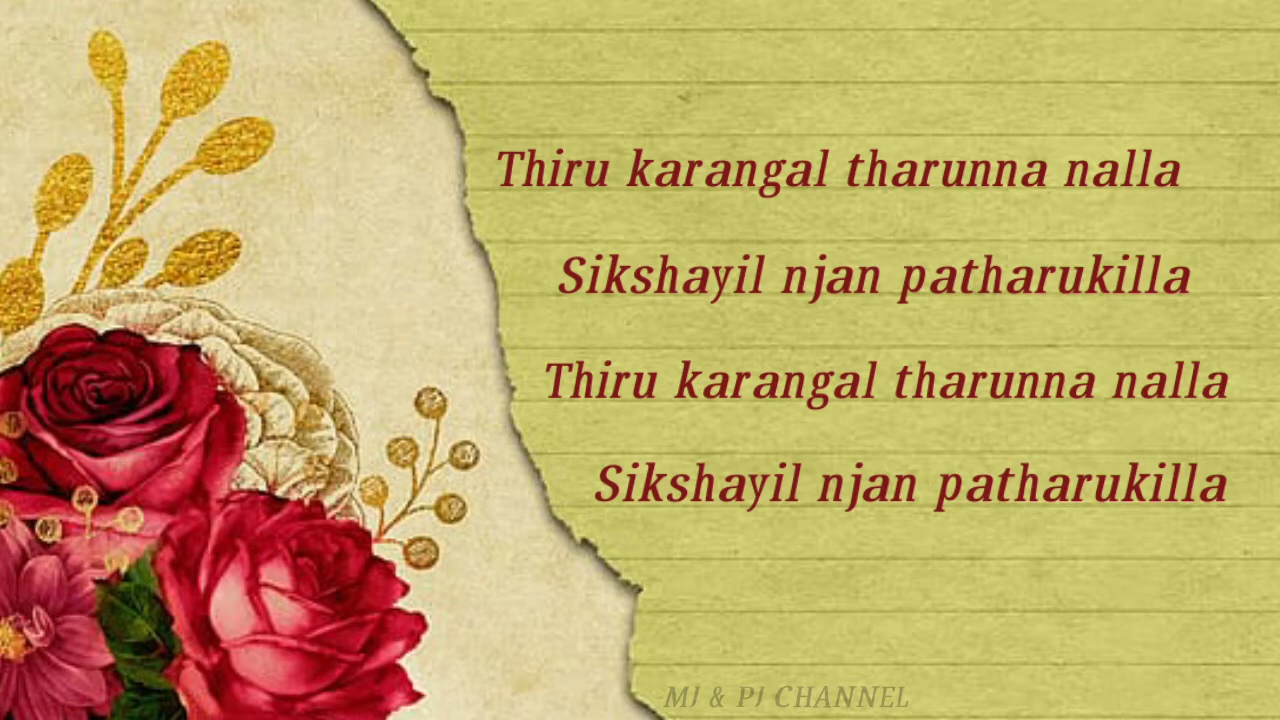 Thiru karangal tharunna nalla
Sikshayil njan patharukilla
Thiru karangal tharunna nalla
Sikshayil njan patharukilla
MJ & PJ CHANNEL